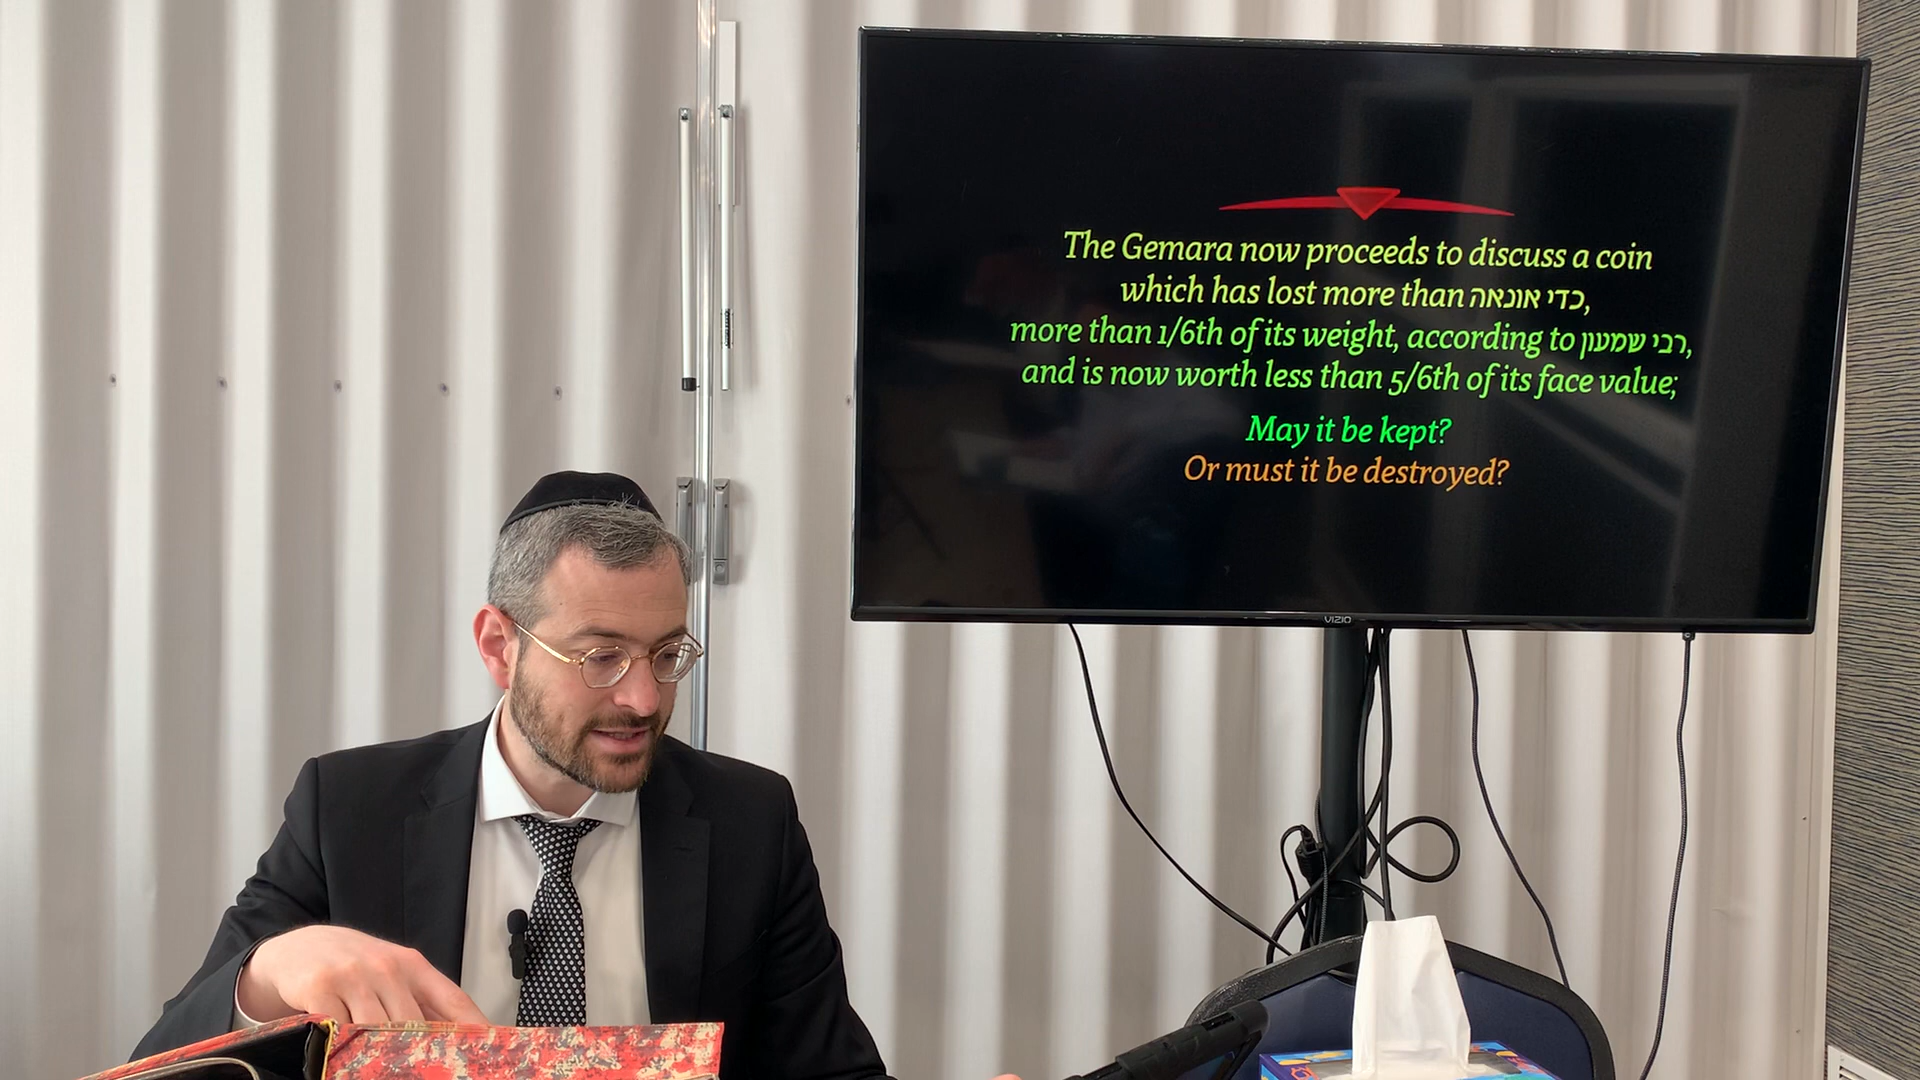 The Gemara now proceeds to discuss a coin
which has lost more than כדי אונאה,
more than 1/6th of its weight, according to רבי שמעון,
and is now worth less than 5/6th of its face value;
May it be kept?
Or must it be destroyed?
VIZIO